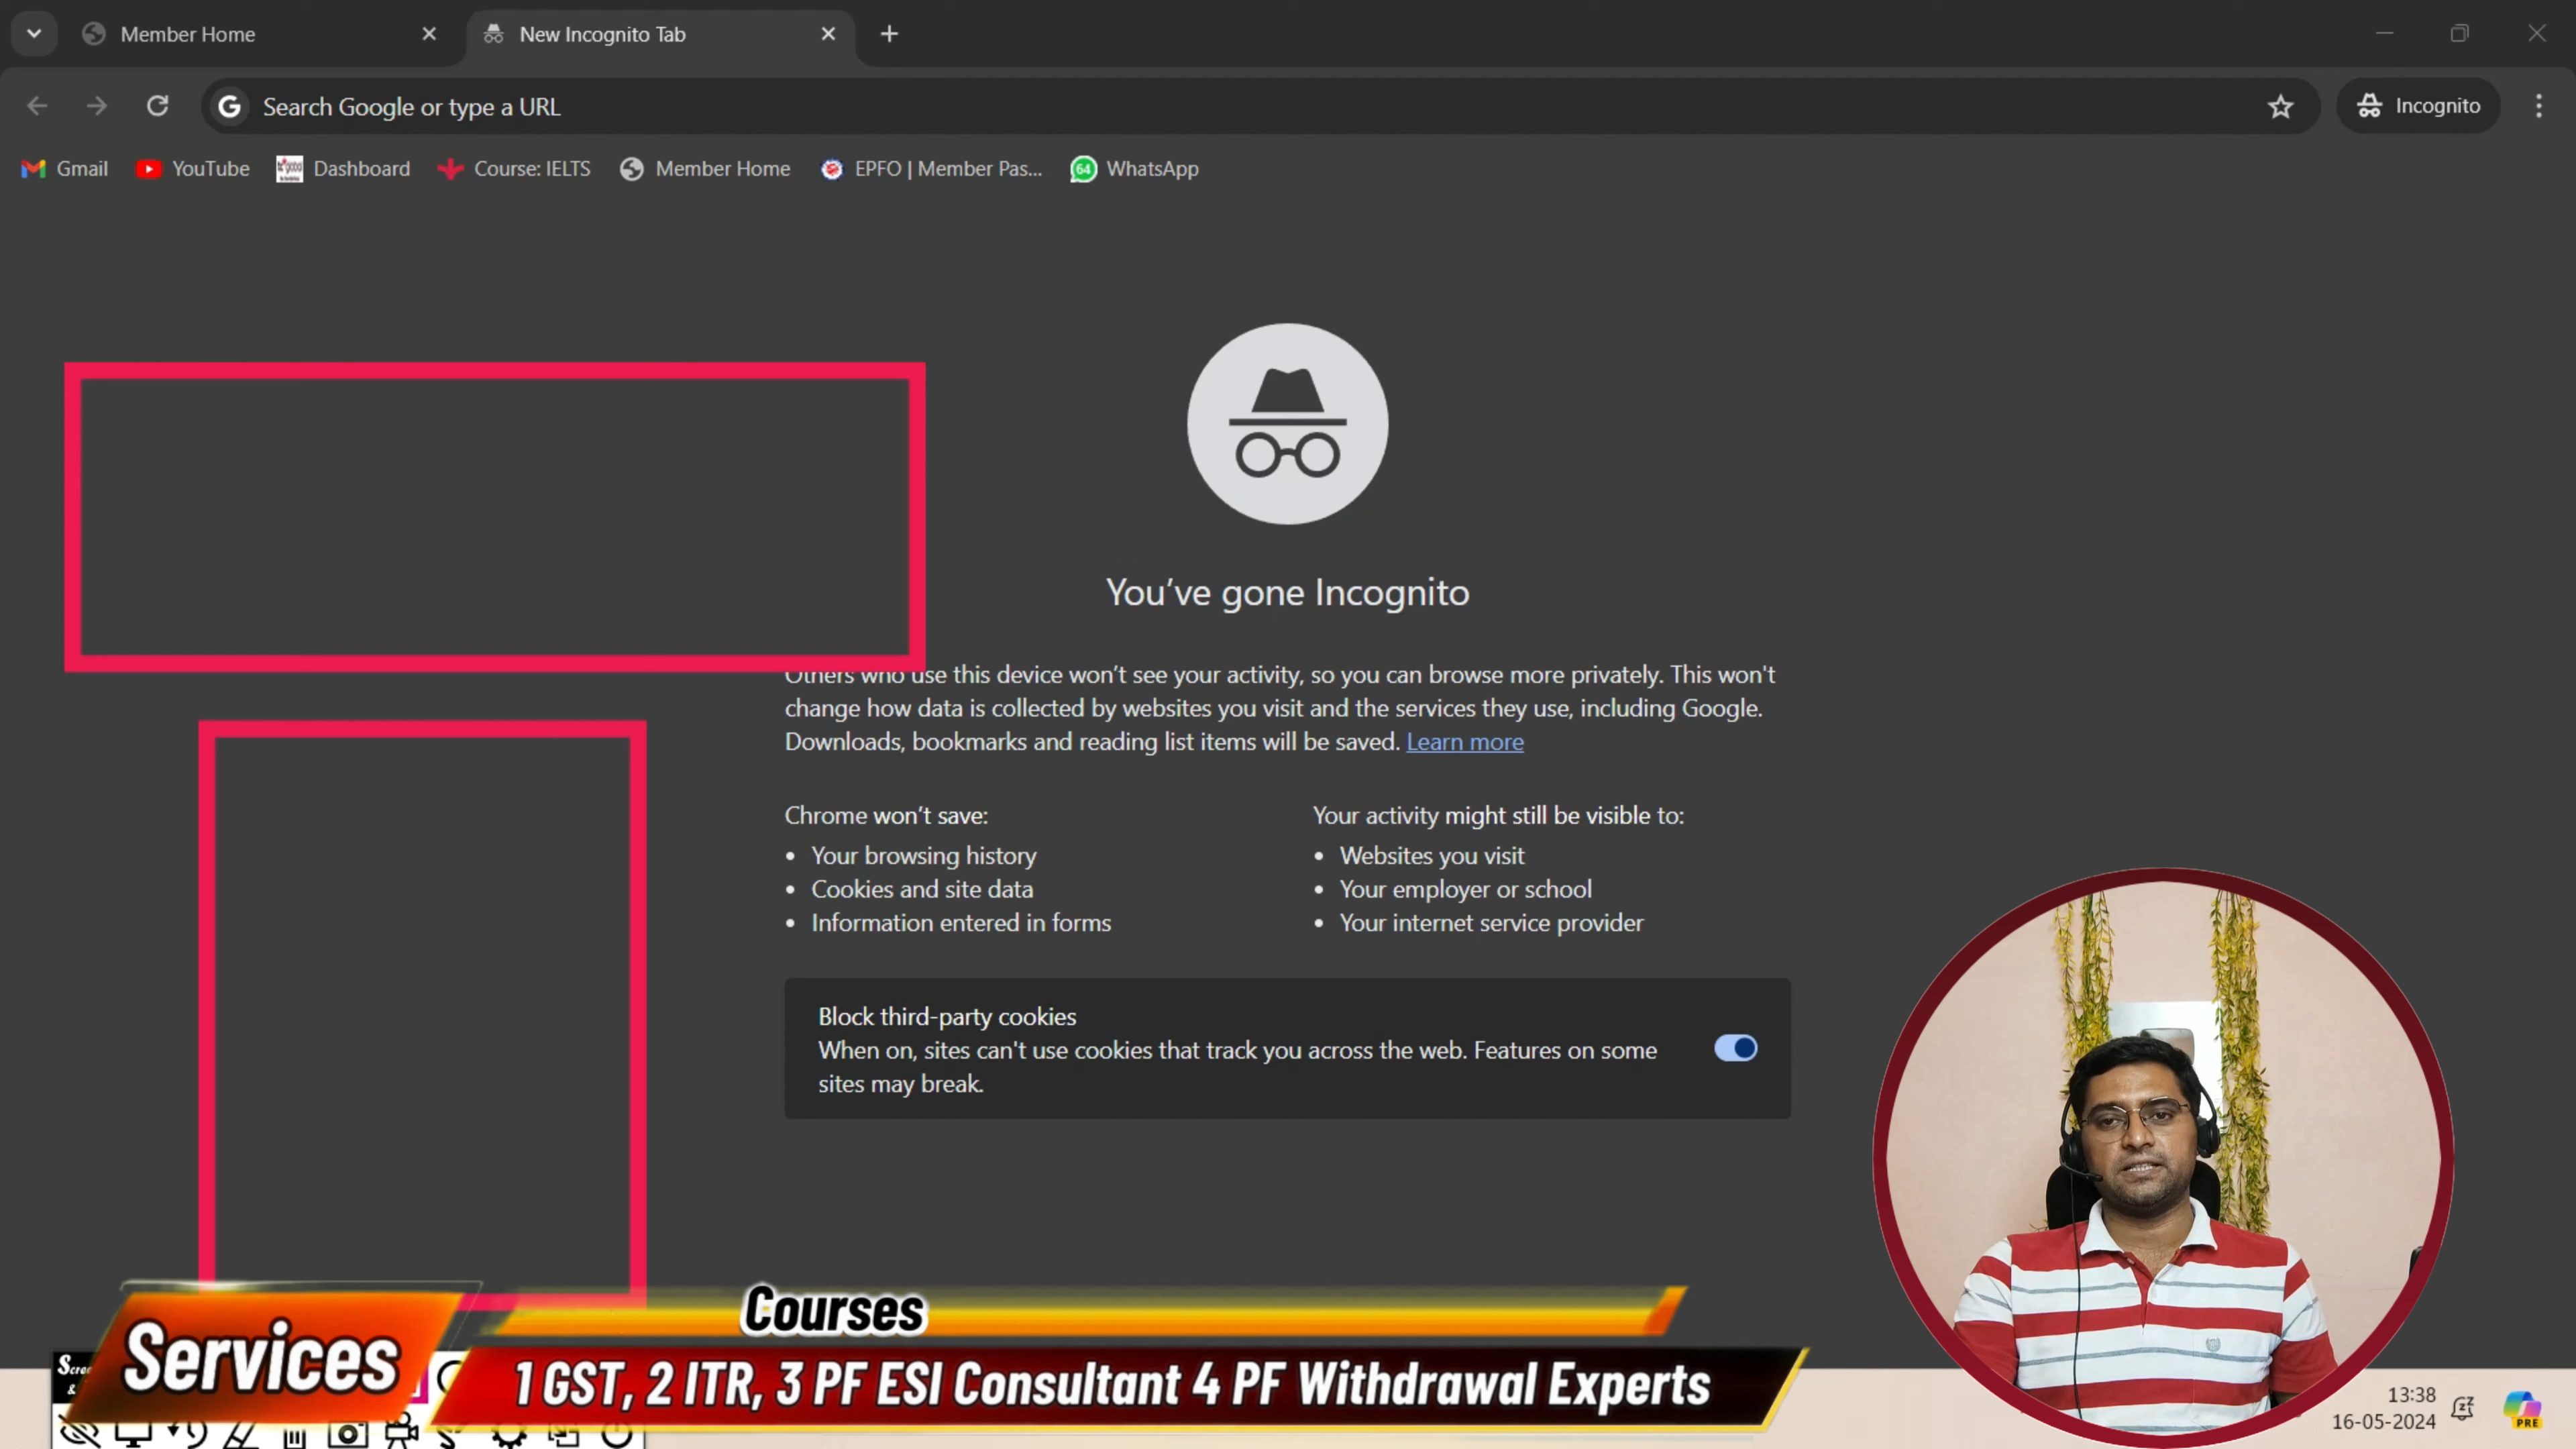 Member Home
New Incognito Tab
Search Google or type a URL
Incognito
Gmail
YouTube
Dashboard
Course: IELTS
Member Home
EPFO | Member Pas...
64
WhatsApp
You've gone Incognito
Others who use this device won't see your activity, so you can browse more privately. This won't
change how data is collected by websites you visit and the services they use, including Google.
Downloads, bookmarks and reading list items will be saved. Learn more
Chrome won't save:
Your browsing history
Cookies and site data
Information entered in forms
Your activity might still be visible to:
Websites you visit
Your employer or school
Your internet service provider
Block third-party cookies
When on, sites can't use cookies that track you across the web. Features on some
sites may break.
Courses
Services
1 GST, 2 ITR, 3 PF ESI Consultant 4 PF Withdrawal Experts
13:38
16-05-2024
PRE